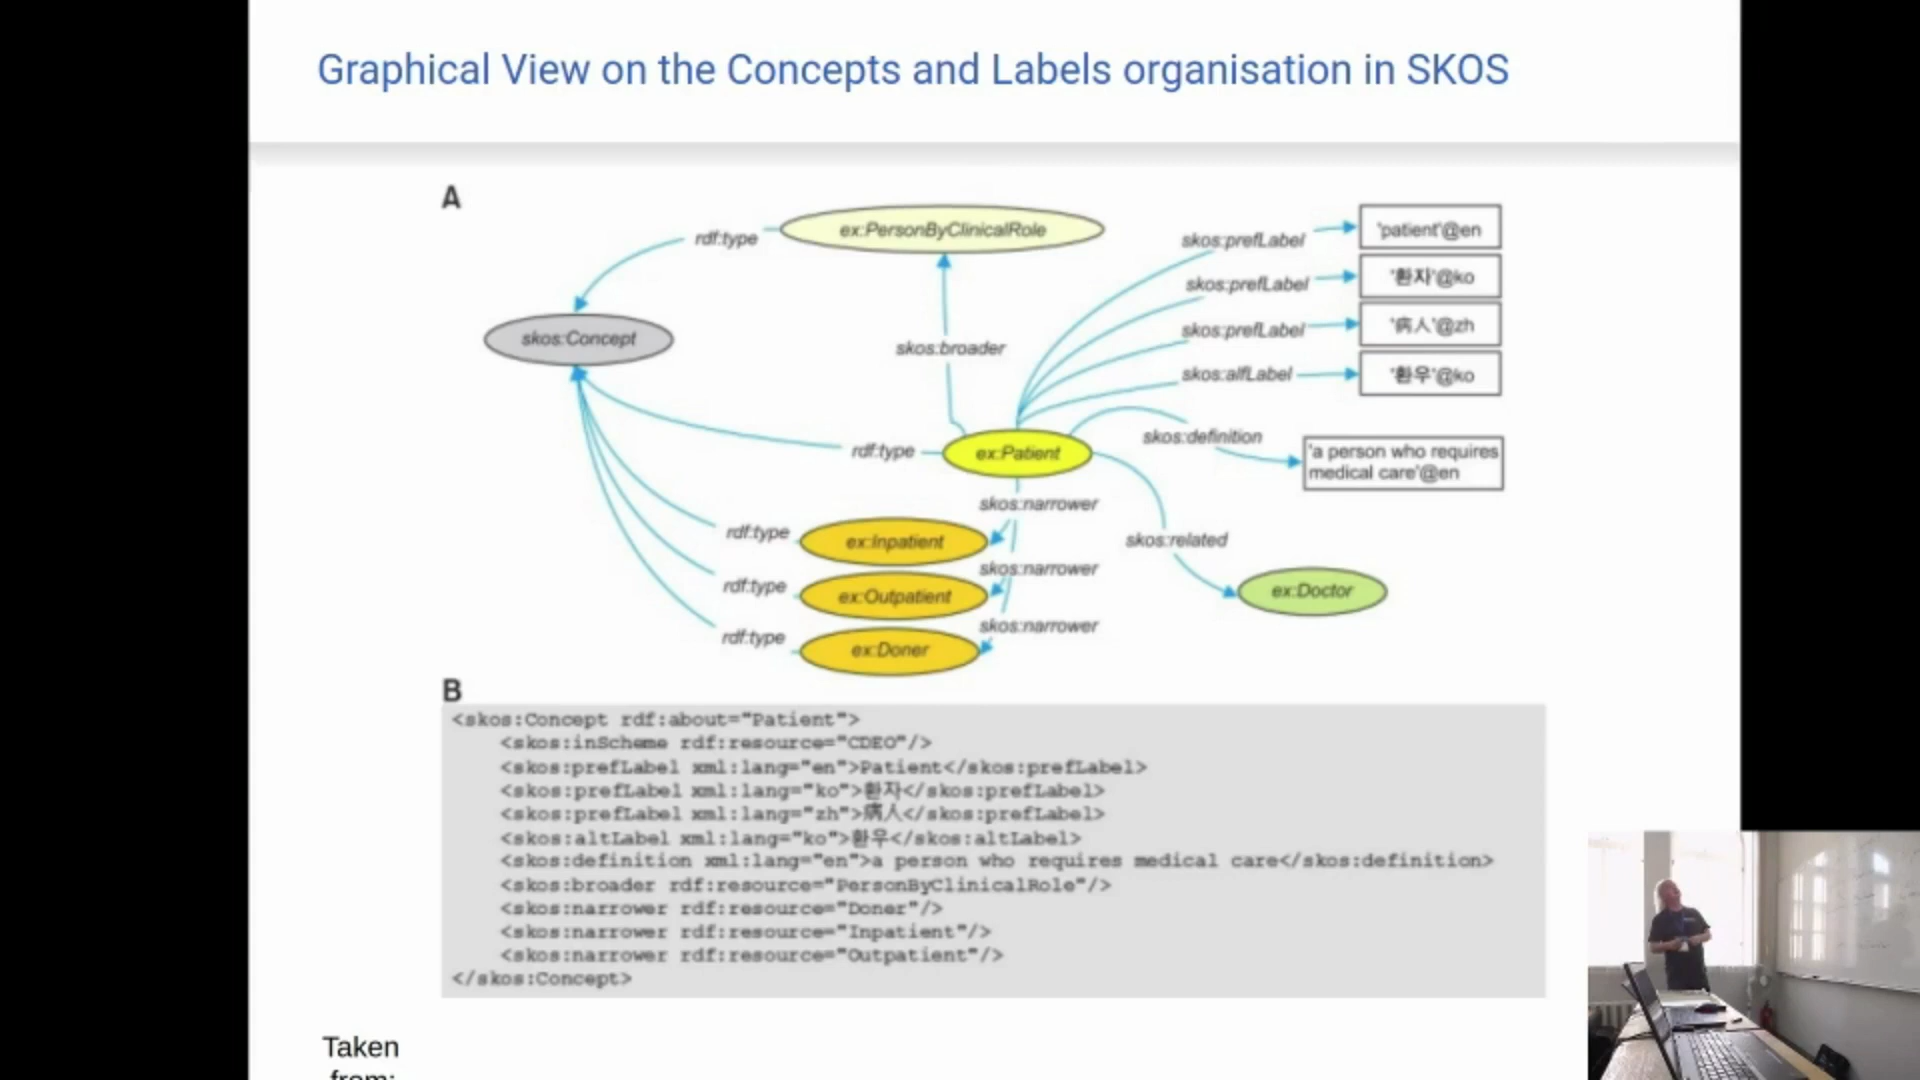 Graphical View on the Concepts and Labels organisation in SKOS
A
rdf:type
ex:PersonByClinicalRole
skos:prefLabel
'patient'@en
skos:prefLabel
'환자'@ko
skos:Concept
skos:broader
skos:prefLabel
'病人'@zh
skos:alfLabel
'환우'@ko
rdf:type
ex:Patient
skos:definition
'a person who requires
medical care'@en
skos:narrower
rdf:type
ex:Inpatient
skos:related
skos:narrower
rdf:type
ex:Outpatient
ex:Doctor
skos:narrower
rdf:type
ex:Doner
B
<skos:Concept rdf:about="Patient">
<skos:inScheme rdf:resource="CDEO"/>
<skos:prefLabel xml:lang="en">Patient</skos:prefLabel>
<skos:prefLabel xml:lang="ko">환자</skos:prefLabel>
<skos:prefLabel xml:lang="zh">病人</skos:prefLabel>
<skos:altLabel xml:lang="ko">환우</skos:altLabel>
<skos:definition xml:lang="en">a person who requires medical care</skos:definition>
<skos:broader rdf:resource="PersonByClinicalRole"/>
<skos:narrower rdf:resource="Doner"/>
<skos:narrower rdf:resource="Inpatient"/>
<skos:narrower rdf:resource="Outpatient"/>
</skos:Concept>
Taken
from: